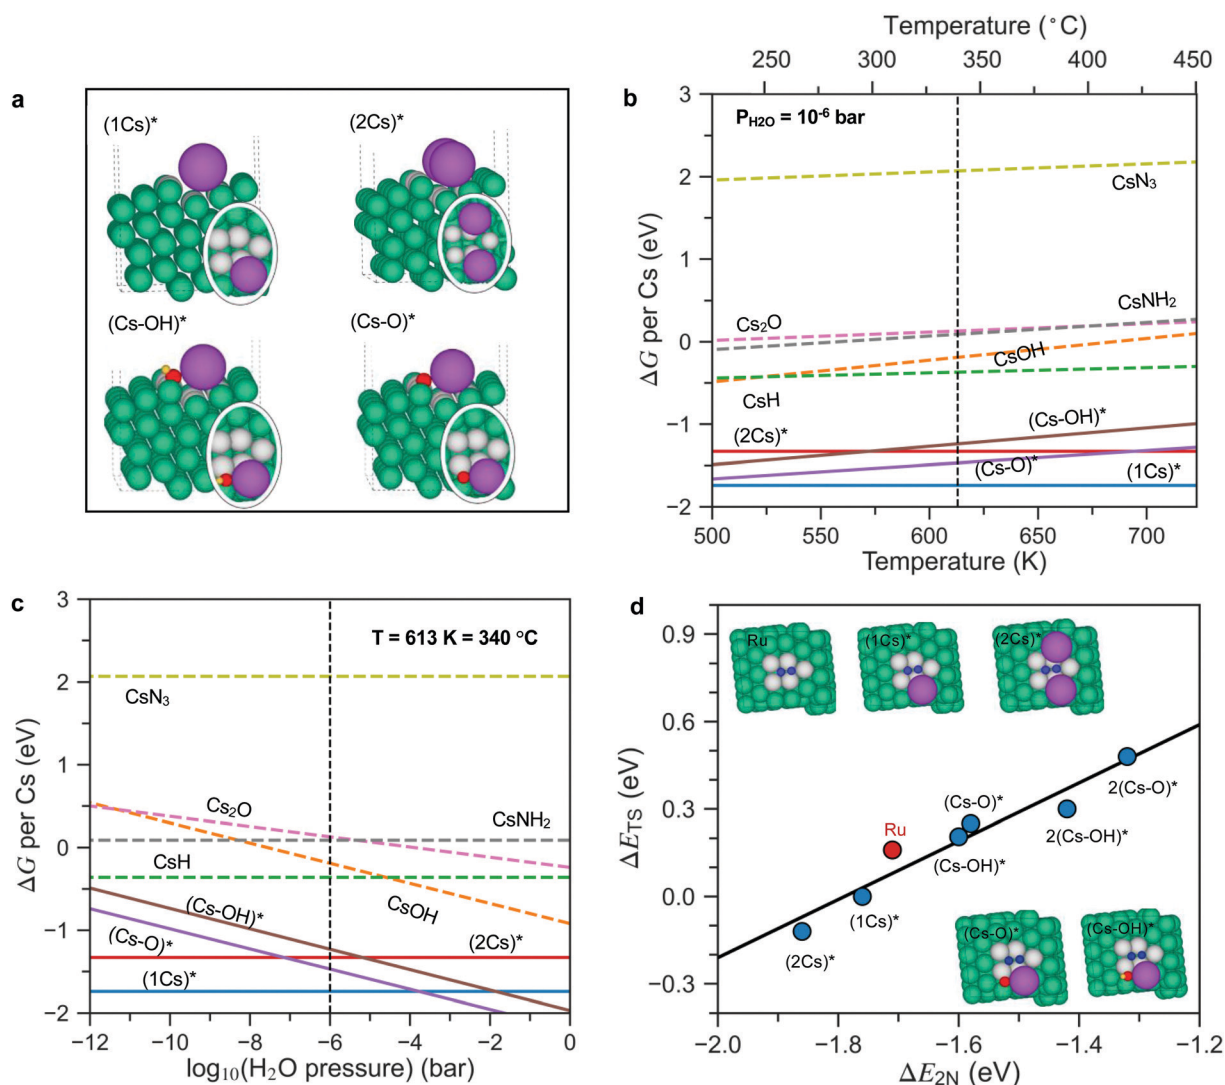 a
(1Cs)*
(2Cs)*
(Cs-OH)*
(Cs-O)*
b
Temperature (°C)
250 300 350 400 450
P_H2O = 10^-6 bar
ΔG per Cs (eV)
3
2
1
0
−1
−2
CsN₃
Cs₂O
CsNH₂
CsOH
CsH
(2Cs)*
(Cs-OH)*
(Cs-O)*
(1Cs)*
500 550 600 650 700
Temperature (K)
c
T = 613 K = 340 °C
ΔG per Cs (eV)
3
2
1
0
−1
−2
CsN₃
Cs₂O
CsNH₂
CsH
CsOH
(Cs-OH)*
(Cs-O)*
(2Cs)*
(1Cs)*
−12 −10 −8 −6 −4 −2 0
log₁₀(H₂O pressure) (bar)
d
ΔE_TS (eV)
0.9
0.6
0.3
0.0
−0.3
Ru
(1Cs)*
(2Cs)*
(Cs-O)*
2(Cs-O)*
Ru
2(Cs-OH)*
(Cs-OH)*
(1Cs)*
(2Cs)*
(Cs-O)*
(Cs-OH)*
−2.0 −1.8 −1.6 −1.4 −1.2
ΔE_2N (eV)